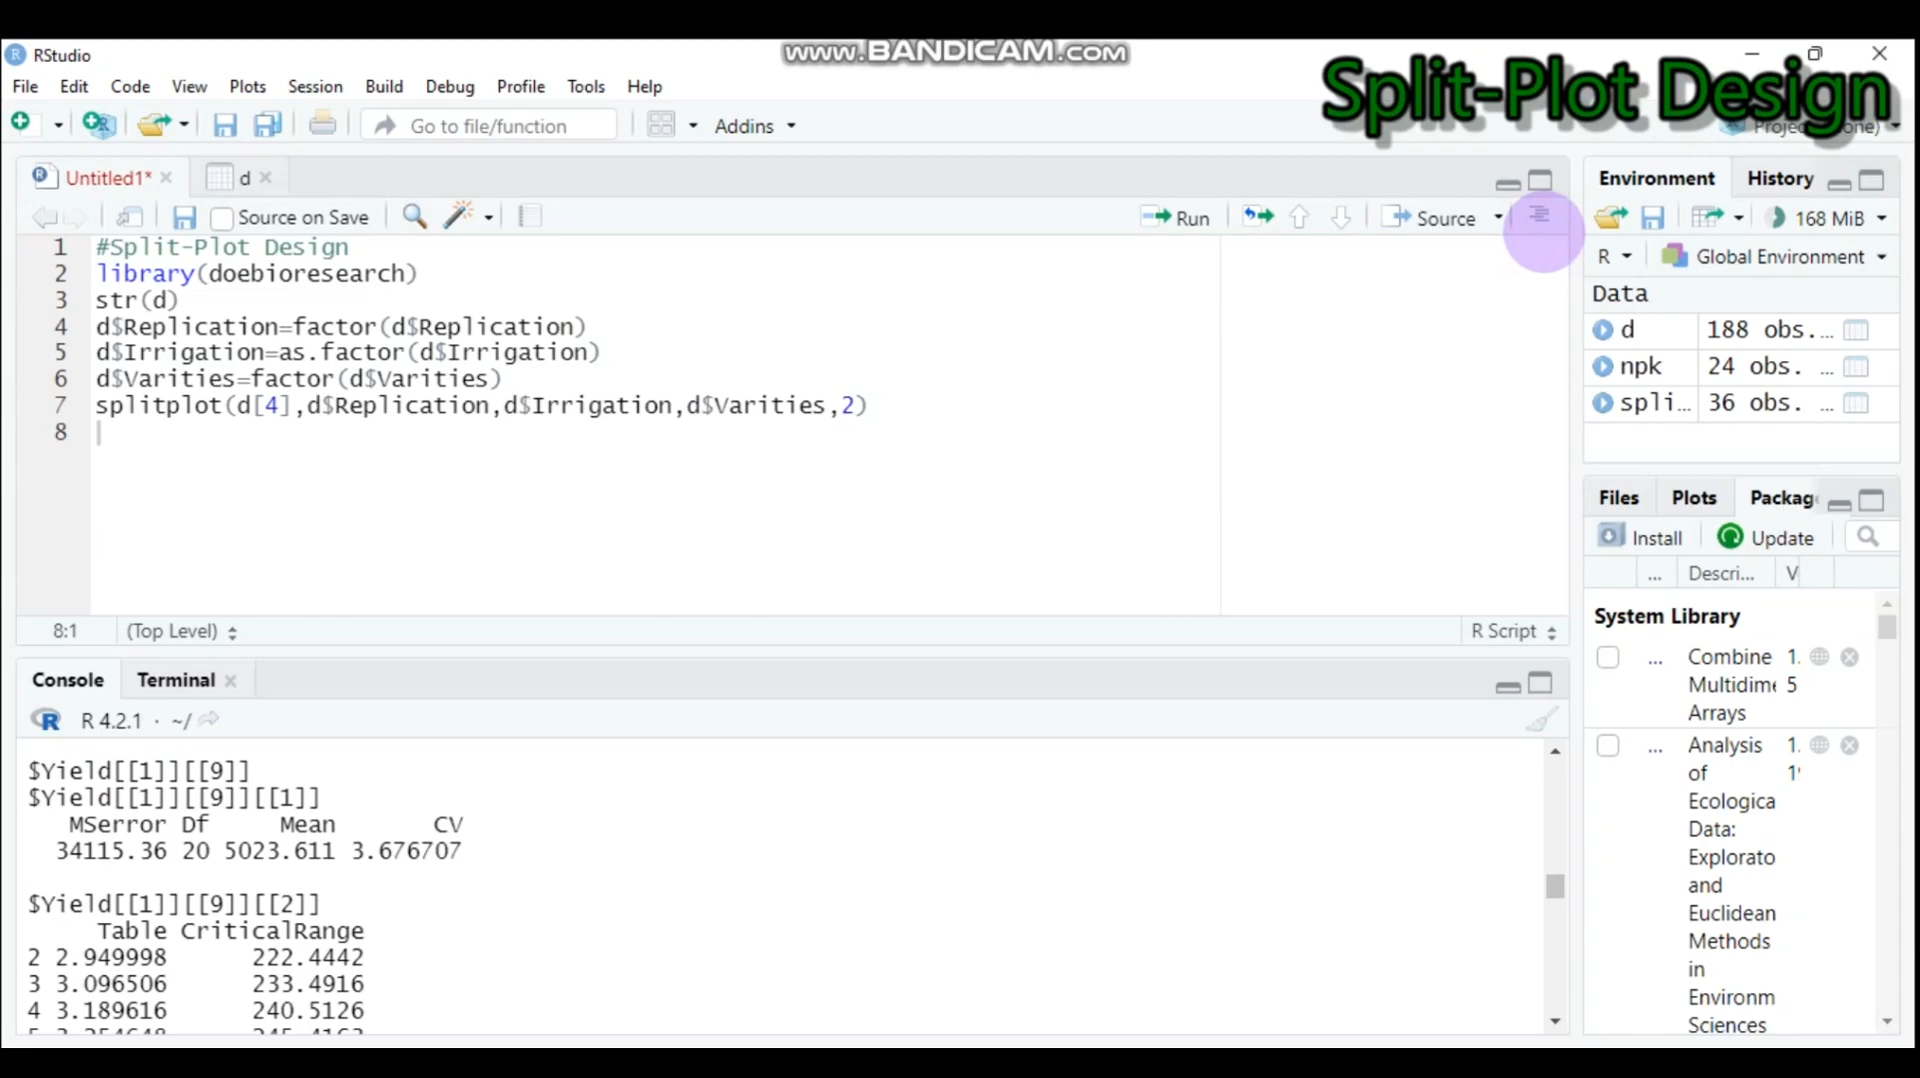 www.BANDICAM.com
RStudio
Split-Plot Design
File Edit Code View Plots Session Build Debug Profile Tools Help
Go to file/function Addins
Untitled1* d
Source on Save Run Source
1 #Split-Plot Design
2 library(doebioresearch)
3 str(d)
4 d$Replication=factor(d$Replication)
5 d$Irrigation=as.factor(d$Irrigation)
6 d$Varities=factor(d$Varities)
7 splitplot(d[4],d$Replication,d$Irrigation,d$Varities,2)
8
8:1 (Top Level) R Script
Console Terminal
R 4.2.1 · ~/
$Yield[[1]][[9]]
$Yield[[1]][[9]][[1]]
MSerror Df Mean CV
34115.36 20 5023.611 3.676707
$Yield[[1]][[9]][[2]]
Table CriticalRange
2 2.949998 222.4442
3 3.096506 233.4916
4 3.189616 240.5126
Environment History
168 MiB
R Global Environment
Data
d 188 obs. ...
npk 24 obs. ...
spli... 36 obs. ...
Files Plots Packag
Install Update
... Descri... V
System Library
... Combine 1.
Multidime 5
Arrays
... Analysis 1.
of 1
Ecologica
Data:
Explorato
and
Euclidean
Methods
in
Environm
Sciences